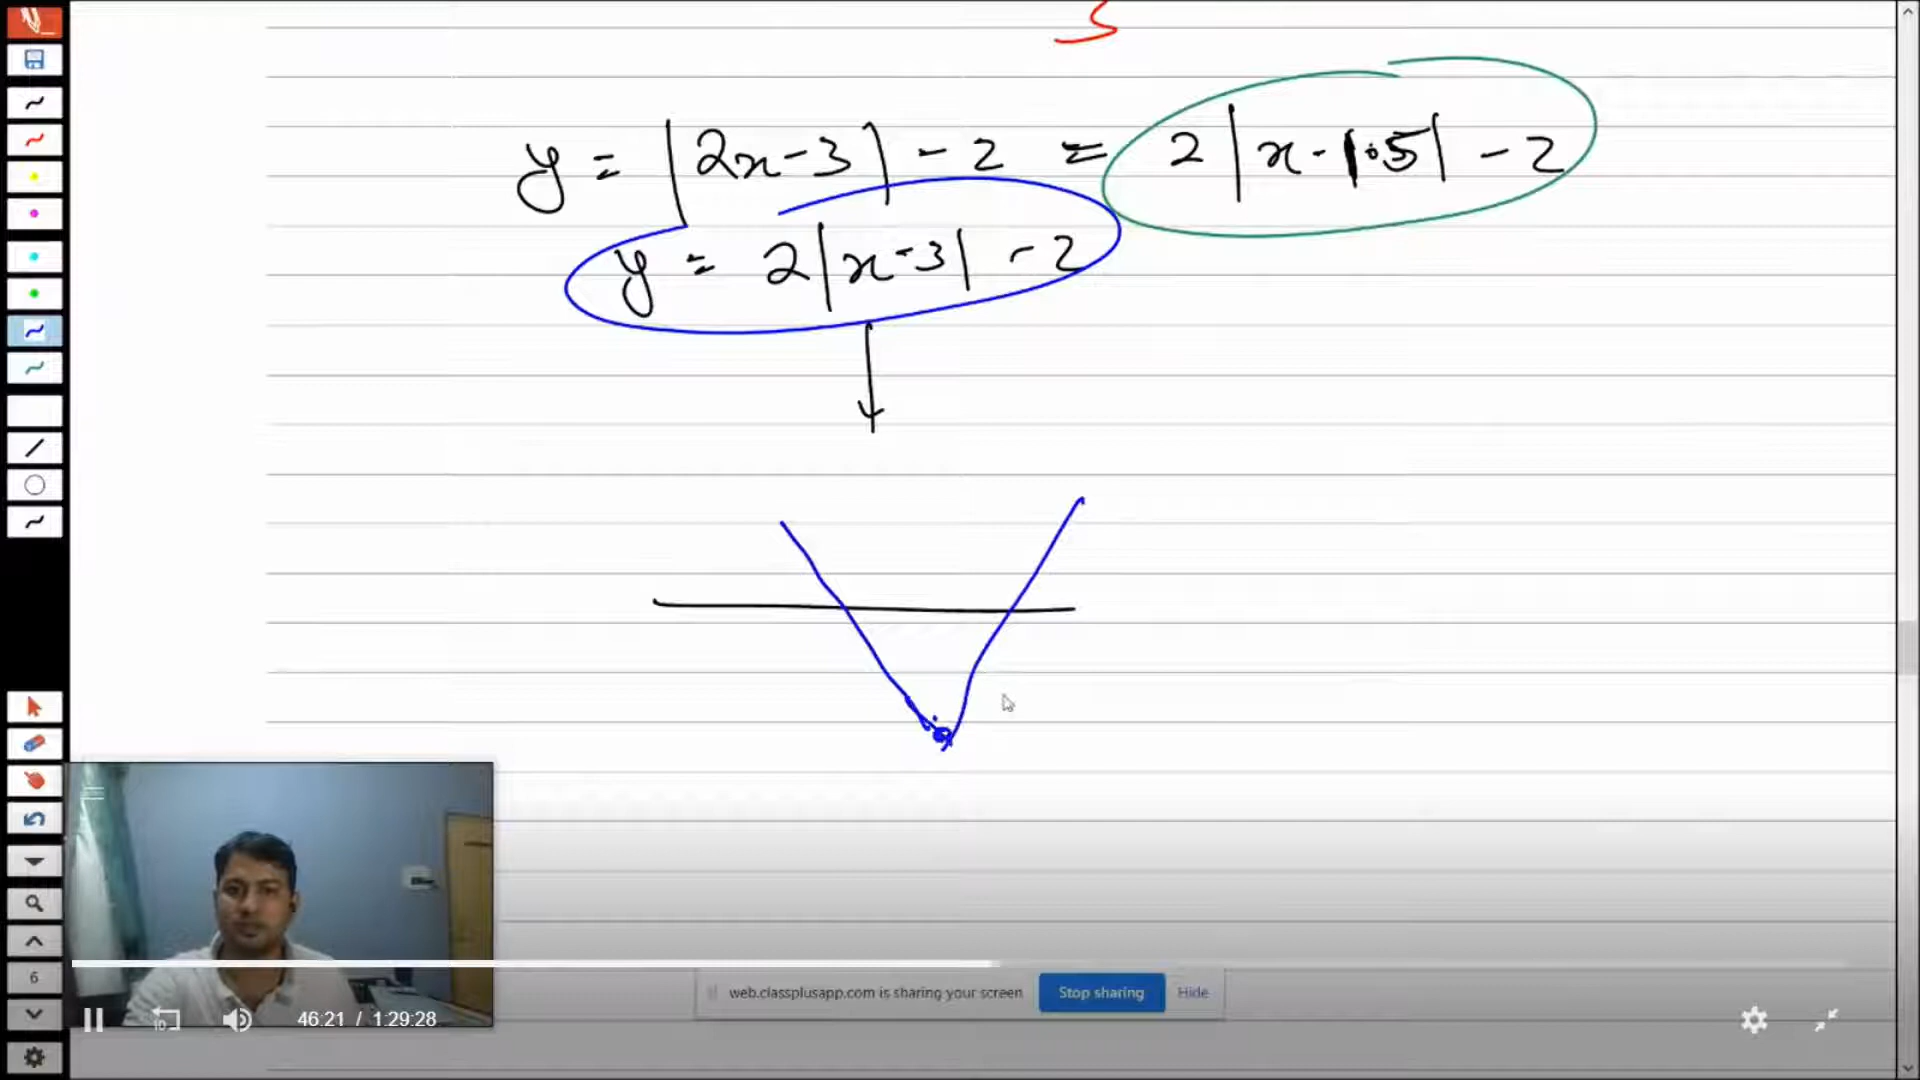 y = |2x-3| - 2 = 2|x-1.5| - 2
y = 2|x-3| - 2
6
web.classplusapp.com is sharing your screen Stop sharing Hide
10
46:21 / 1:29:28